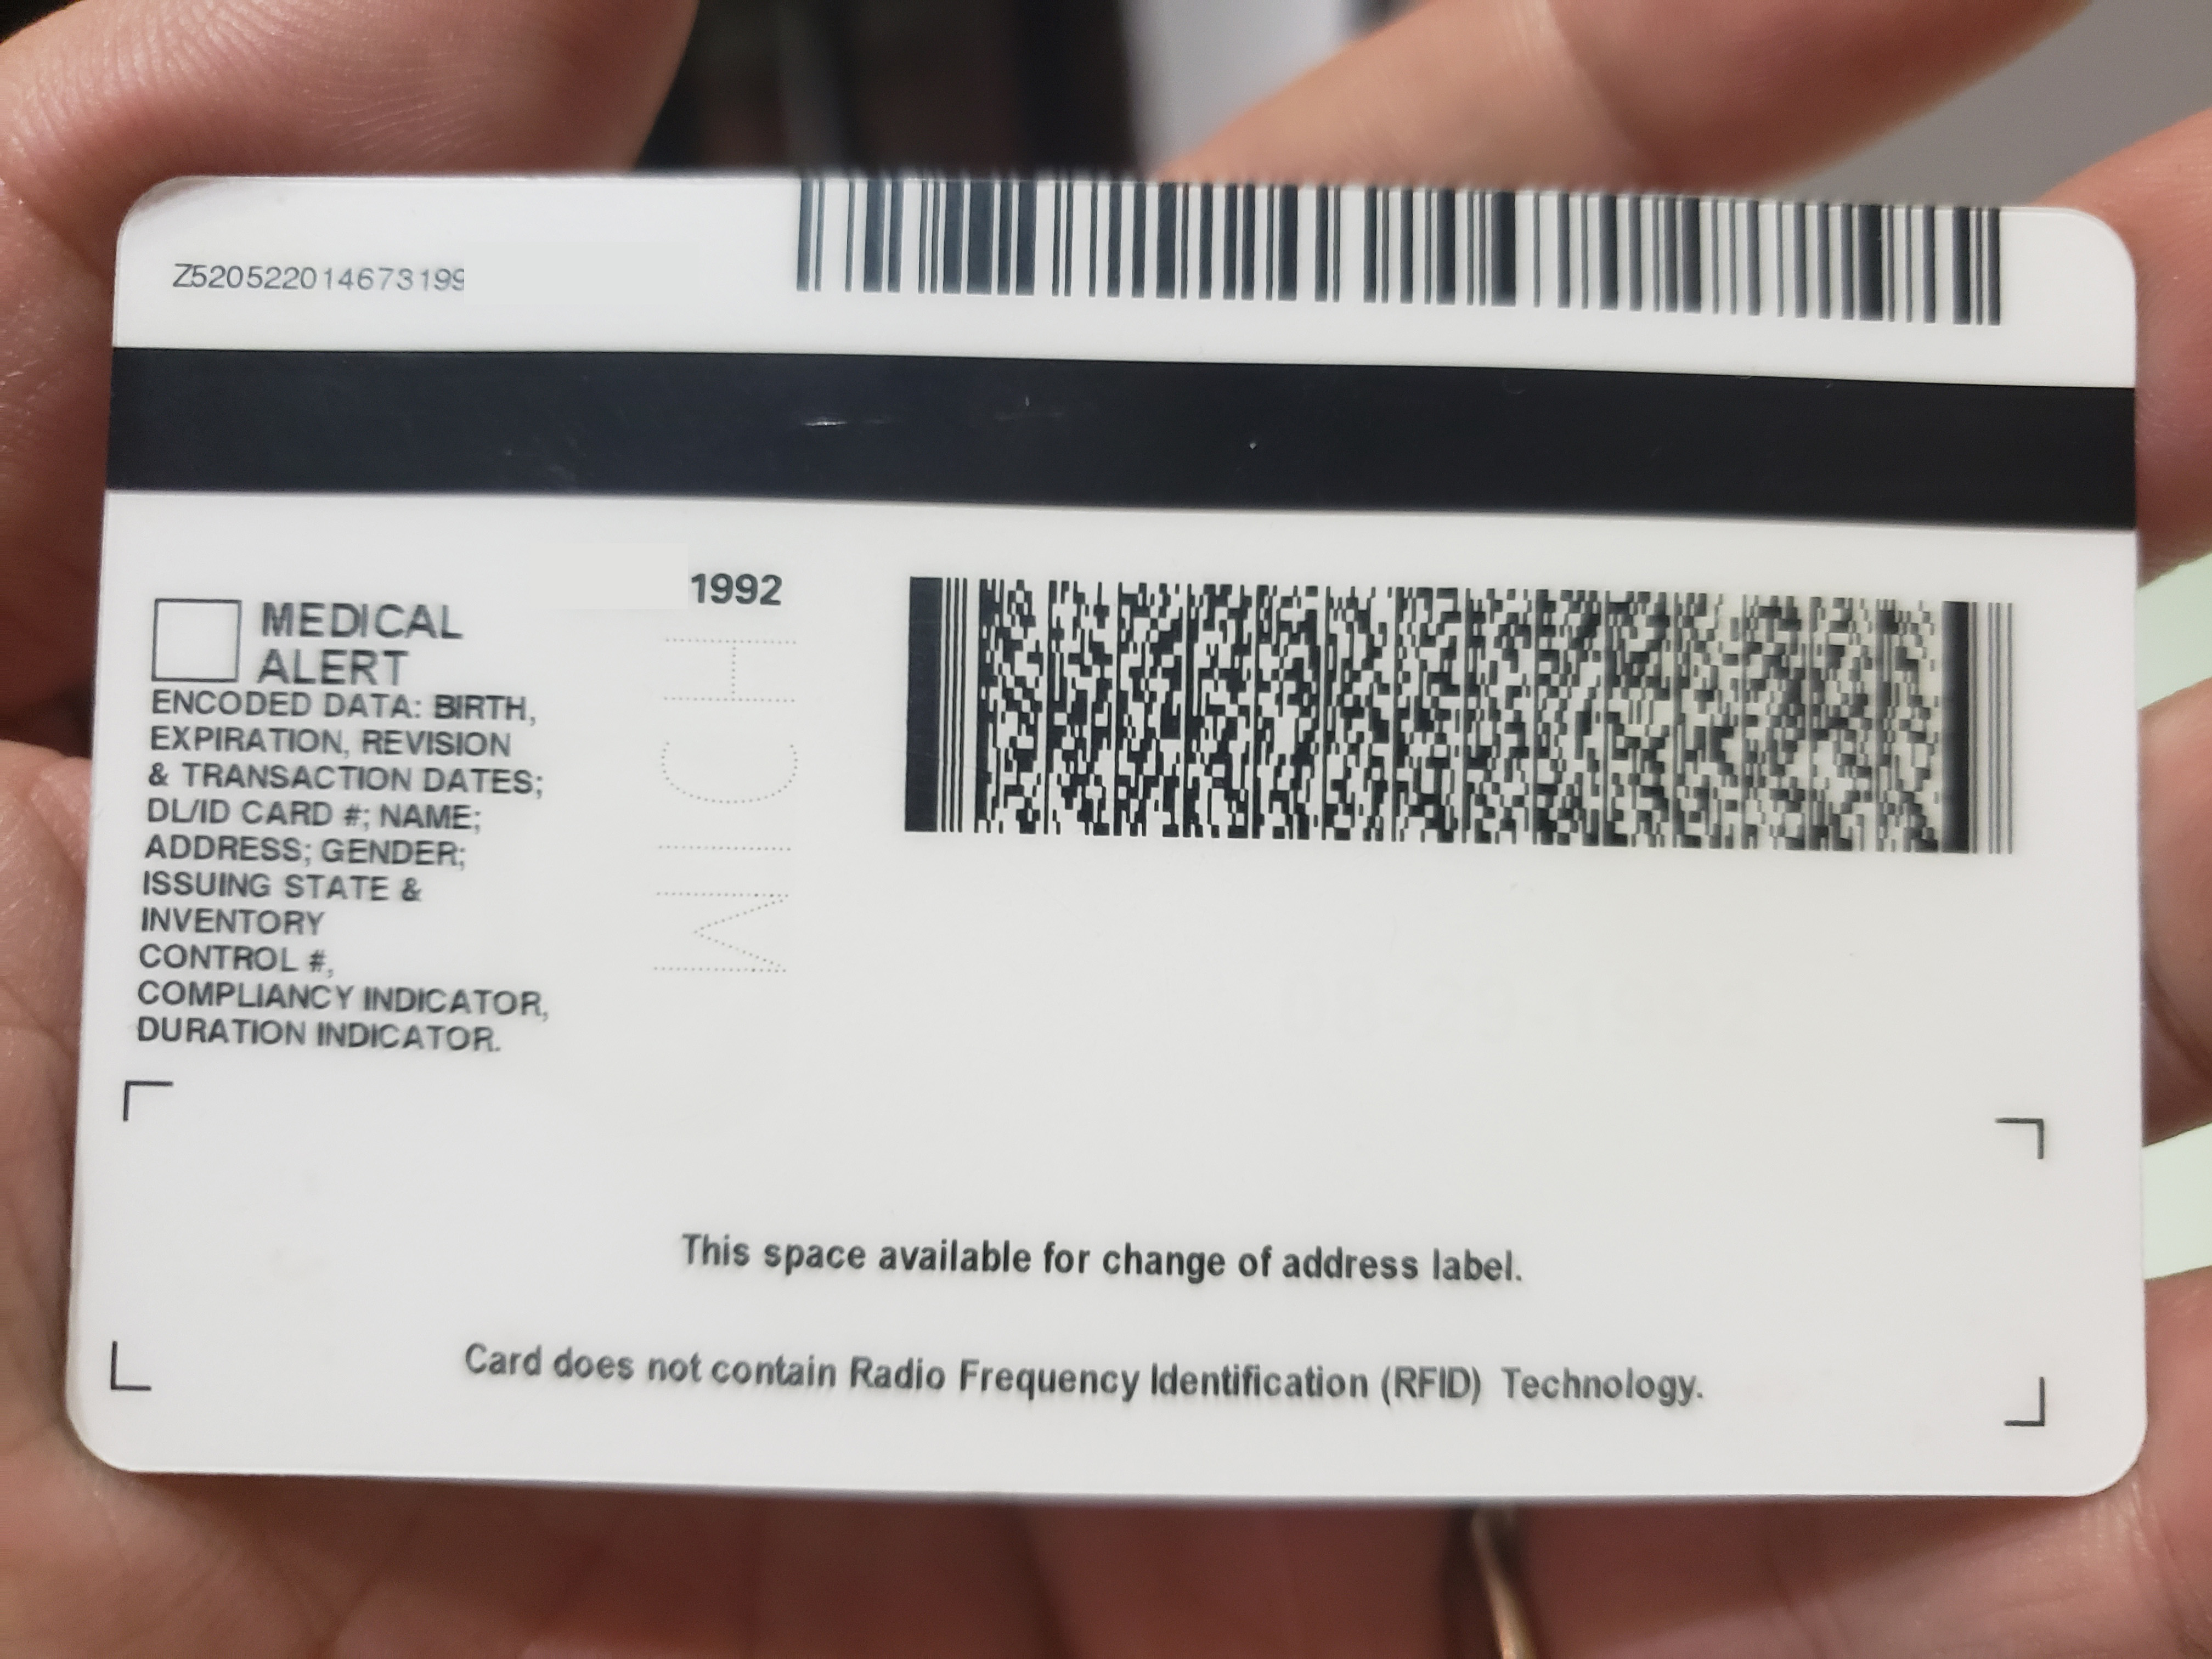 Z520522014673199
1992
MEDICAL
ALERT
ENCODED DATA: BIRTH,
EXPIRATION, REVISION
& TRANSACTION DATES;
DL/ID CARD #; NAME;
ADDRESS; GENDER;
ISSUING STATE &
INVENTORY
CONTROL #,
COMPLIANCY INDICATOR,
DURATION INDICATOR.
MICH
This space available for change of address label.
Card does not contain Radio Frequency Identification (RFID) Technology.